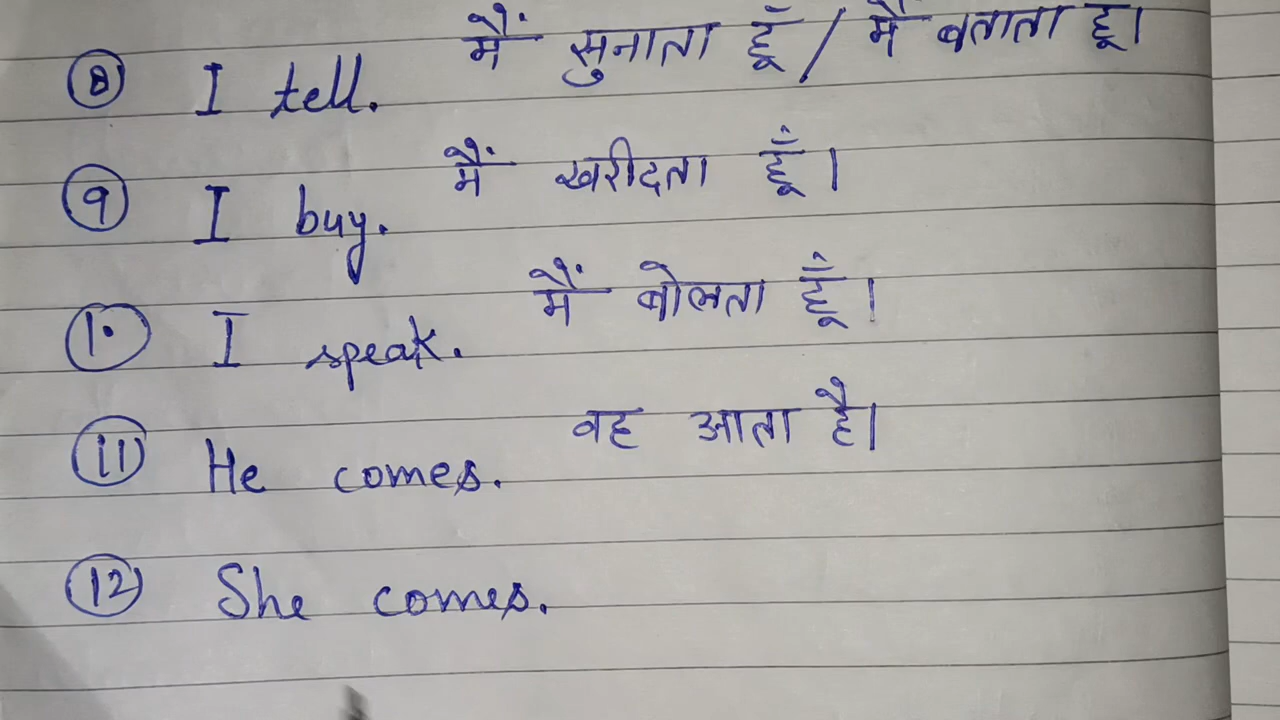 8 I tell. मैं सुनाता हूँ / मैं बताता हूँ।
9 I buy. मैं खरीदता हूँ।
10 I speak. मैं बोलता हूँ।
11 He comes. वह आता है।
12 She comes.